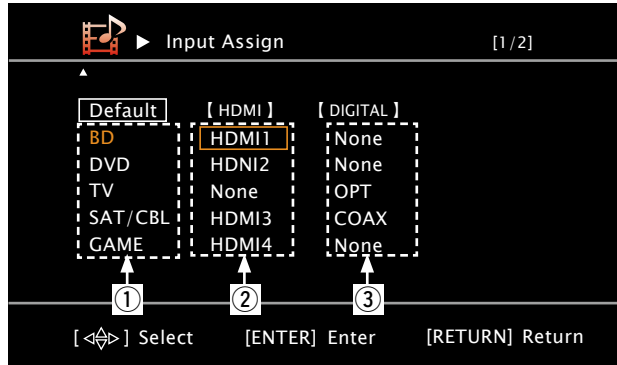 ▶ Input Assign [1/2]
▲
Default 【 HDMI 】 【 DIGITAL 】
BD HDMI1 None
DVD HDNI2 None
TV None OPT
SAT/CBL HDMI3 COAX
GAME HDMI4 None
① ② ③
[◁△▽▷] Select [ENTER] Enter [RETURN] Return